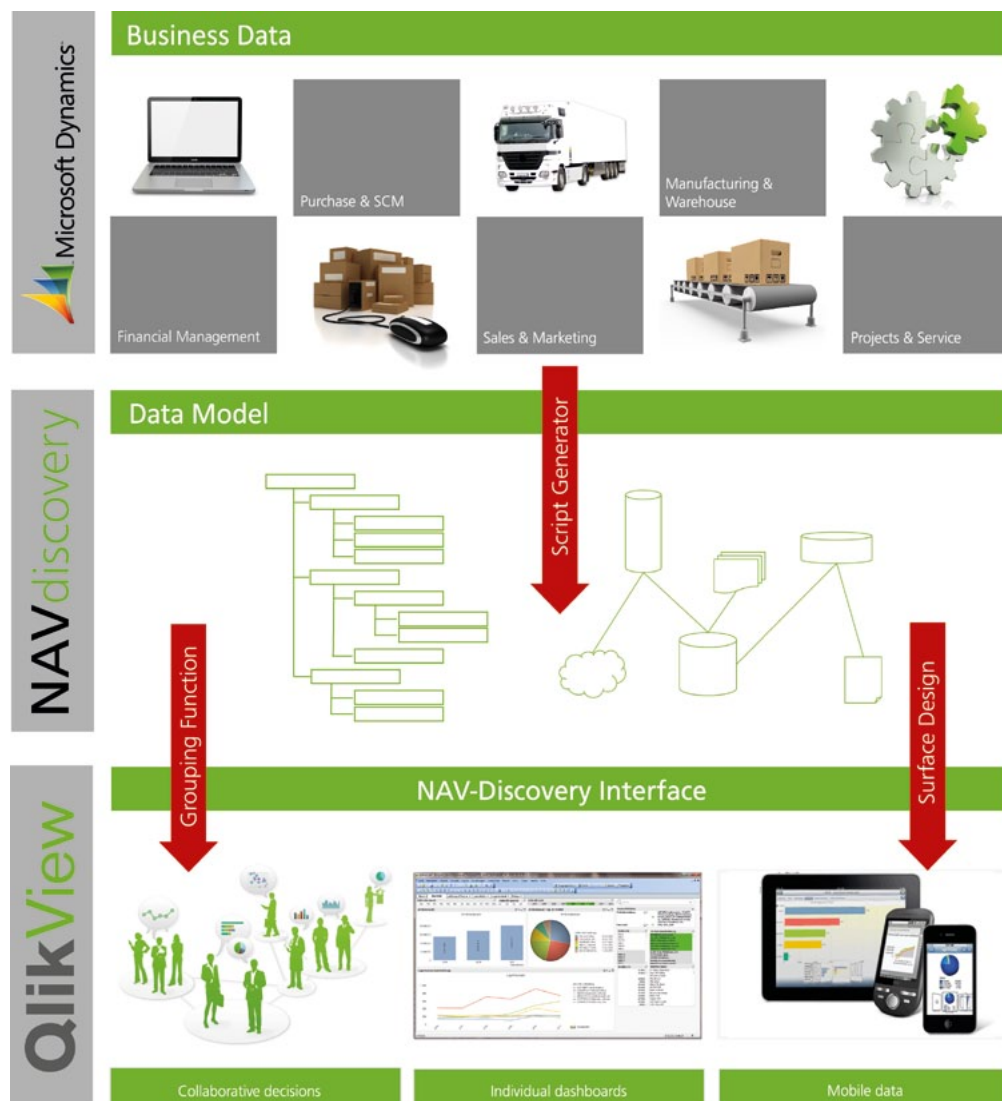 Microsoft Dynamics
Business Data
Purchase & SCM
Manufacturing &
Warehouse
Financial Management
Sales & Marketing
Projects & Service
NAVdiscovery
Data Model
Script Generator
Grouping Function
Surface Design
QlikView
NAV-Discovery Interface
Collaborative decisions
Individual dashboards
Mobile data